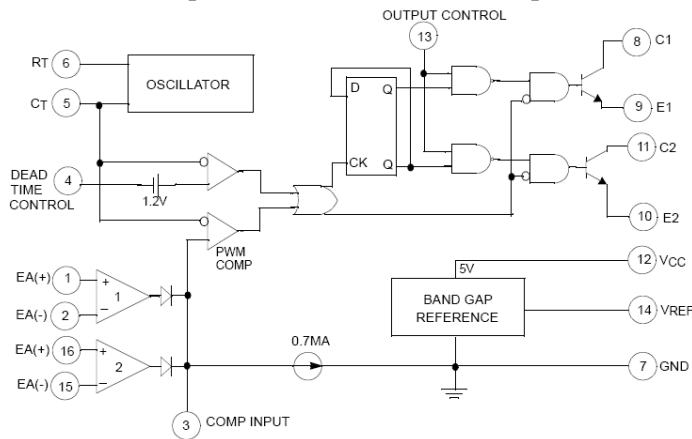 OUTPUT CONTROL
13
8 C1
RT 6
OSCILLATOR
D Q
CT 5
9 E1
11 C2
CK Q
DEAD
TIME
CONTROL
4
1.2V
10 E2
PWM
COMP
12 VCC
5V
EA(+) 1
+
1
EA(-) 2
−
BAND GAP
REFERENCE
14 VREF
EA(+) 16
+
2
EA(-) 15
−
0.7MA
7 GND
3 COMP INPUT